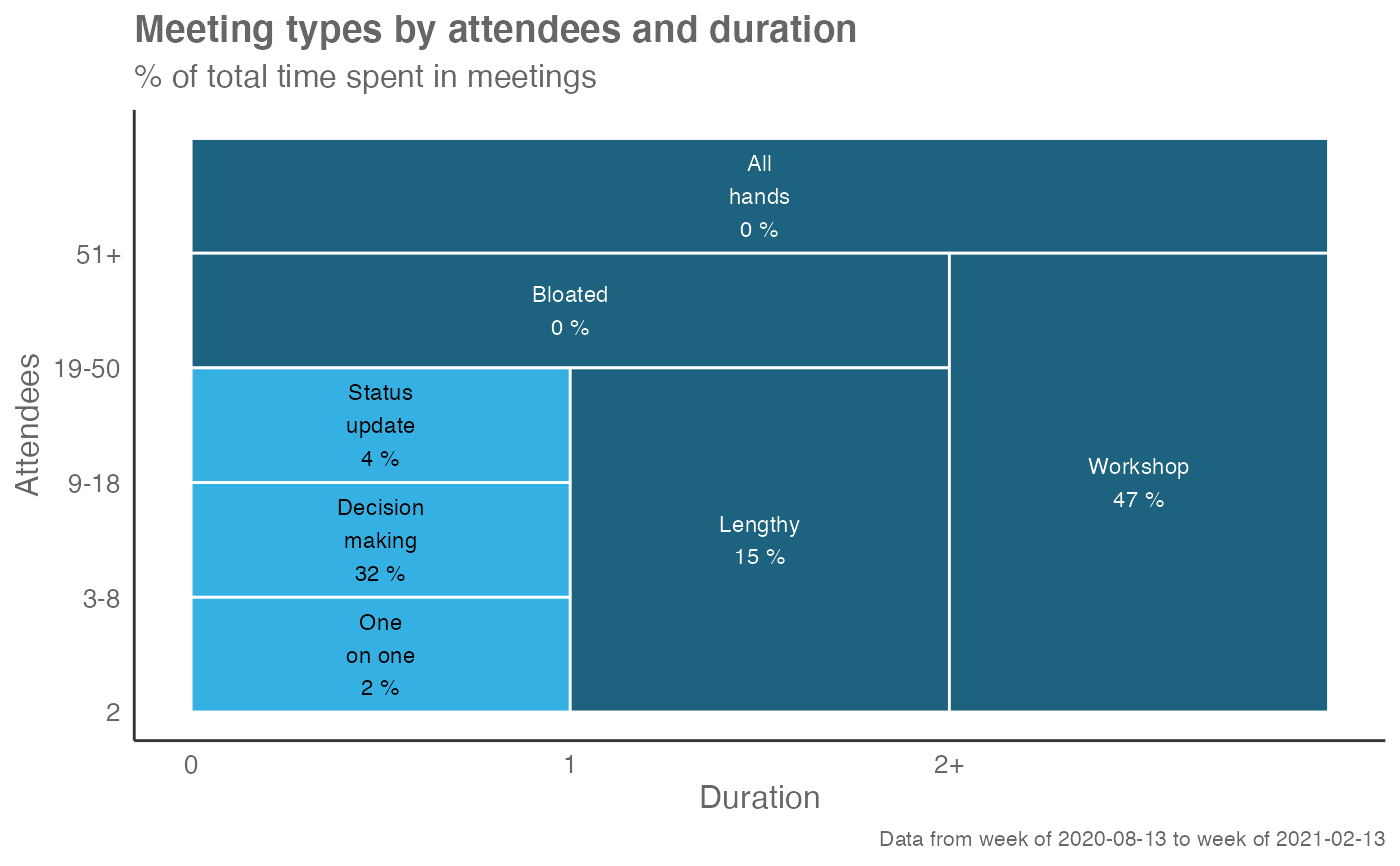 Meeting types by attendees and duration
% of total time spent in meetings
All
hands
0 %
51+
Bloated
0 %
19-50
Status
update
4 %
Attendees
Workshop
47 %
9-18
Decision
making
32 %
Lengthy
15 %
3-8
One
on one
2 %
2
0
1
2+
Duration
Data from week of 2020-08-13 to week of 2021-02-13